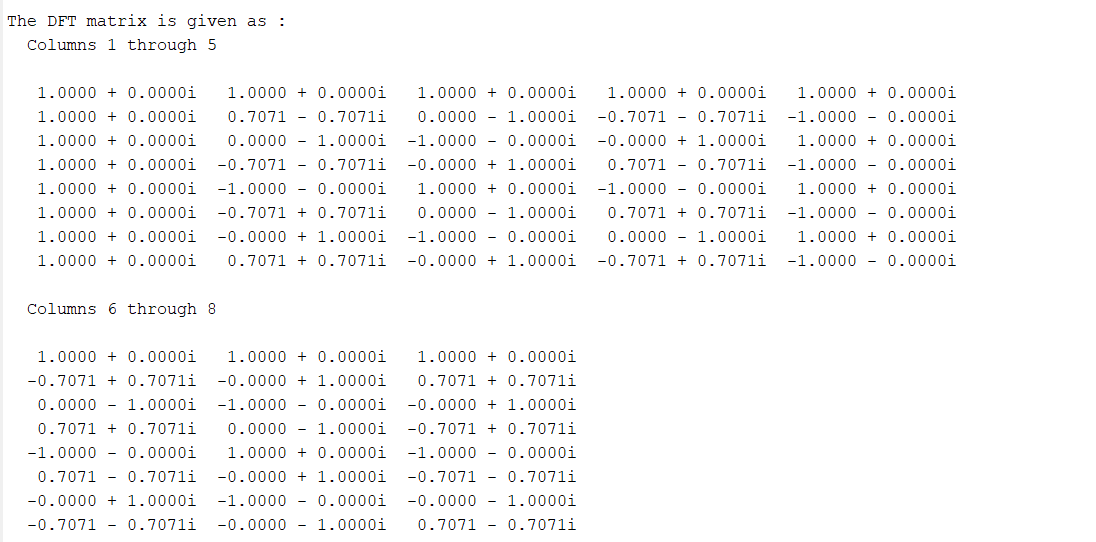 The DFT matrix is given as :
  Columns 1 through 5

   1.0000 + 0.0000i   1.0000 + 0.0000i   1.0000 + 0.0000i   1.0000 + 0.0000i   1.0000 + 0.0000i
   1.0000 + 0.0000i   0.7071 - 0.7071i   0.0000 - 1.0000i  -0.7071 - 0.7071i  -1.0000 - 0.0000i
   1.0000 + 0.0000i   0.0000 - 1.0000i  -1.0000 - 0.0000i  -0.0000 + 1.0000i   1.0000 + 0.0000i
   1.0000 + 0.0000i  -0.7071 - 0.7071i  -0.0000 + 1.0000i   0.7071 - 0.7071i  -1.0000 - 0.0000i
   1.0000 + 0.0000i  -1.0000 - 0.0000i   1.0000 + 0.0000i  -1.0000 - 0.0000i   1.0000 + 0.0000i
   1.0000 + 0.0000i  -0.7071 + 0.7071i   0.0000 - 1.0000i   0.7071 + 0.7071i  -1.0000 - 0.0000i
   1.0000 + 0.0000i  -0.0000 + 1.0000i  -1.0000 - 0.0000i   0.0000 - 1.0000i   1.0000 + 0.0000i
   1.0000 + 0.0000i   0.7071 + 0.7071i  -0.0000 + 1.0000i  -0.7071 + 0.7071i  -1.0000 - 0.0000i

  Columns 6 through 8

   1.0000 + 0.0000i   1.0000 + 0.0000i   1.0000 + 0.0000i
  -0.7071 + 0.7071i  -0.0000 + 1.0000i   0.7071 + 0.7071i
   0.0000 - 1.0000i  -1.0000 - 0.0000i  -0.0000 + 1.0000i
   0.7071 + 0.7071i   0.0000 - 1.0000i  -0.7071 + 0.7071i
  -1.0000 - 0.0000i   1.0000 + 0.0000i  -1.0000 - 0.0000i
   0.7071 - 0.7071i  -0.0000 + 1.0000i  -0.7071 - 0.7071i
  -0.0000 + 1.0000i  -1.0000 - 0.0000i  -0.0000 - 1.0000i
  -0.7071 - 0.7071i  -0.0000 - 1.0000i   0.7071 - 0.7071i